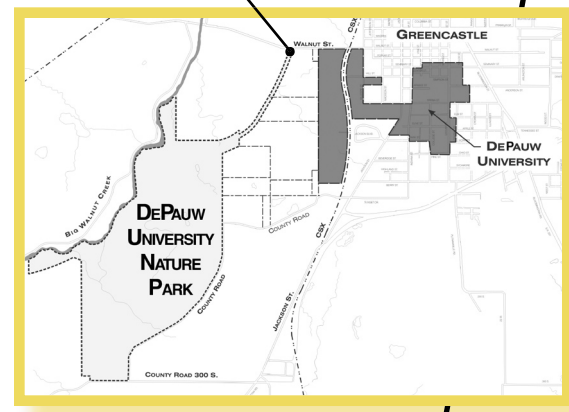 CSX
WALNUT ST.
GREENCASTLE
DEPAUW
UNIVERSITY
BIG WALNUT CREEK
DEPAUW
UNIVERSITY
NATURE
PARK
COUNTY ROAD
CSX
COUNTY ROAD
JACKSON ST.
COUNTY ROAD 300 S.